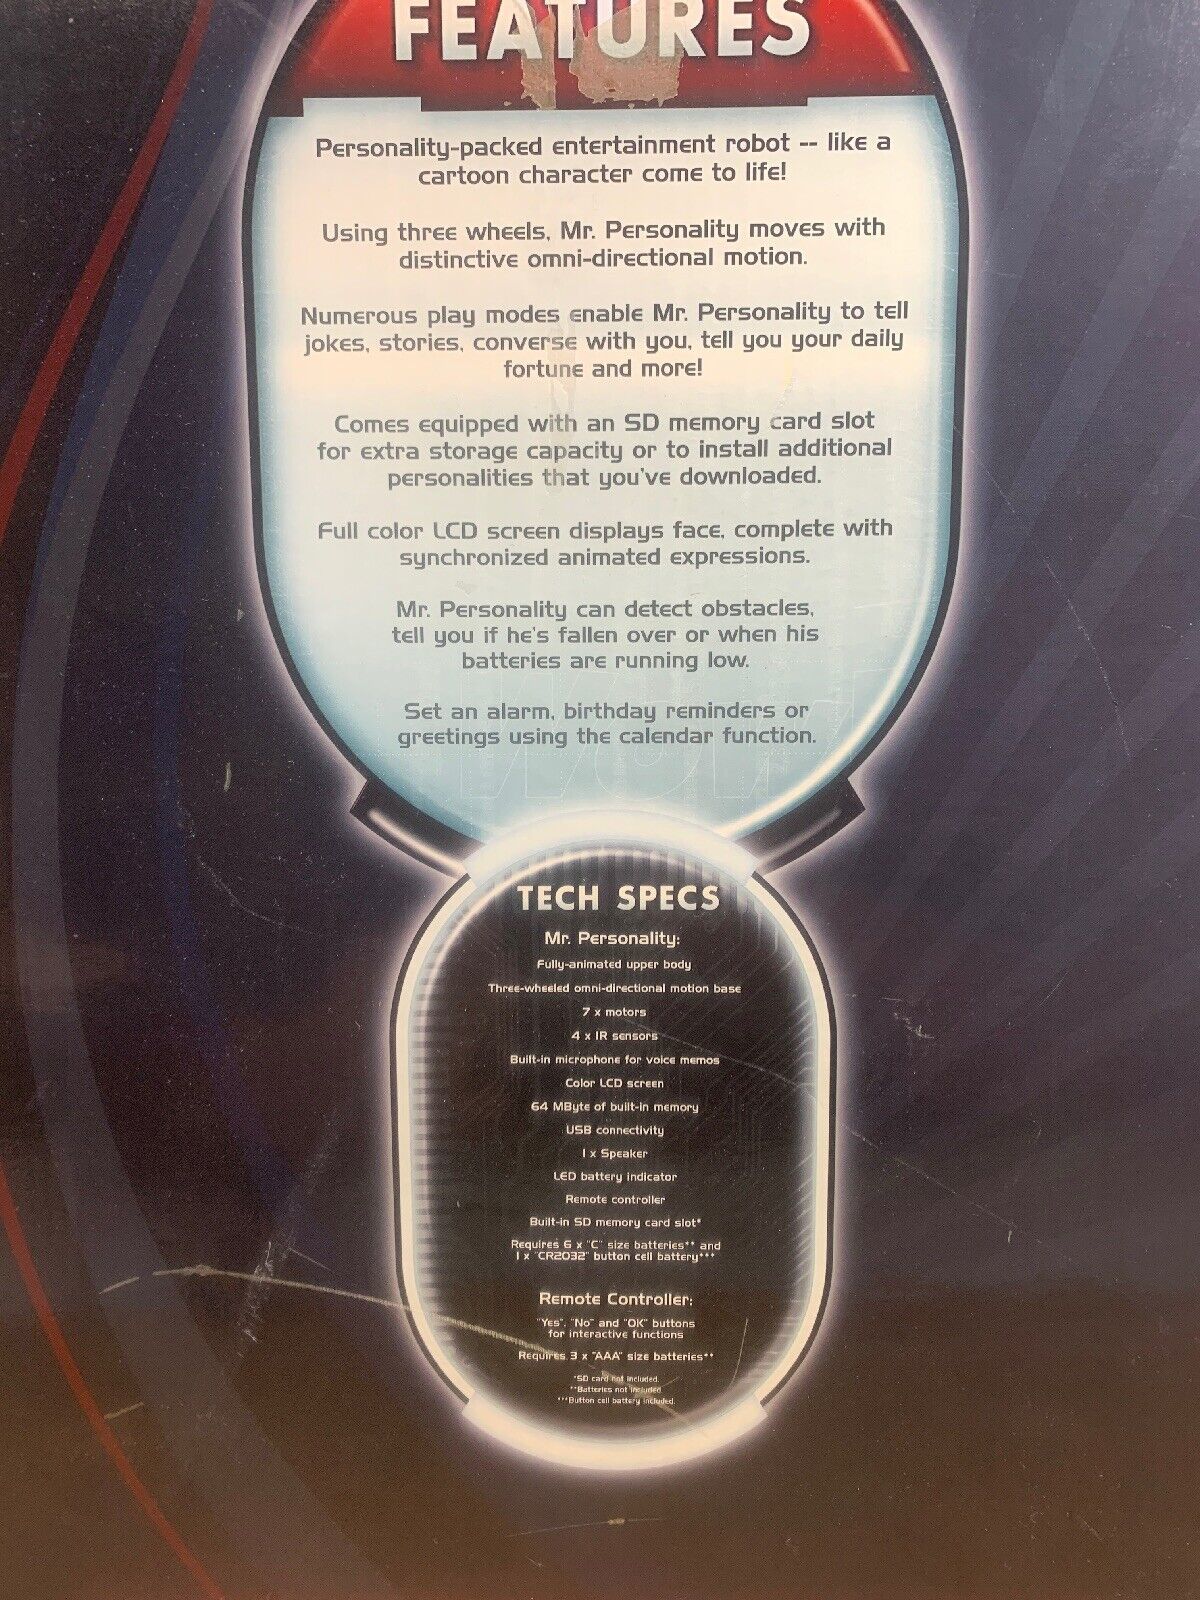 FEATURES
Personality-packed entertainment robot -- like a
cartoon character come to life!
Using three wheels, Mr. Personality moves with
distinctive omni-directional motion.
Numerous play modes enable Mr. Personality to tell
jokes, stories, converse with you, tell you your daily
fortune and more!
Comes equipped with an SD memory card slot
for extra storage capacity or to install additional
personalities that you've downloaded.
Full color LCD screen displays face, complete with
synchronized animated expressions.
Mr. Personality can detect obstacles,
tell you if he's fallen over or when his
batteries are running low.
Set an alarm, birthday reminders or
greetings using the calendar function.
TECH SPECS
Mr. Personality:
Fully-animated upper body
Three-wheeled omni-directional motion base
7 x motors
4 x IR sensors
Built-in microphone for voice memos
Color LCD screen
64 MByte of built-in memory
USB connectivity
1 x Speaker
LED battery indicator
Remote controller
Built-in SD memory card slot*
Requires 6 x "C" size batteries** and
1 x "CR2032" button cell battery***
Remote Controller:
"Yes", "No" and "OK" buttons
for interactive functions
Requires 3 x "AAA" size batteries**
*SD card not included.
**Batteries not included
***Button cell battery included.